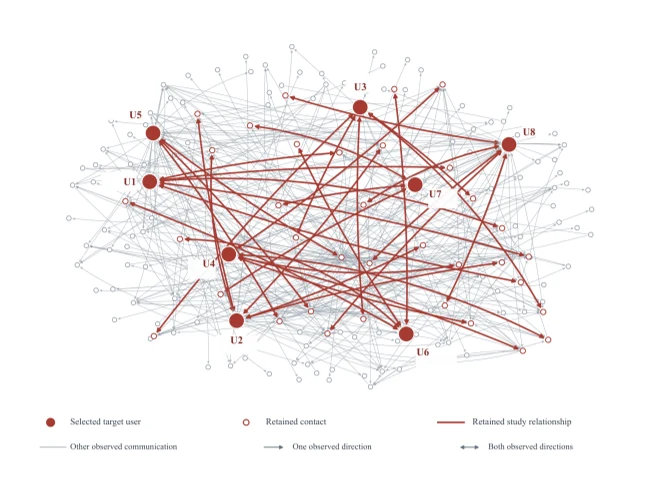 U3
U5
U8
U1
U7
U4
U2
U6
Selected target user
Retained contact
Retained study relationship
Other observed communication
One observed direction
Both observed directions